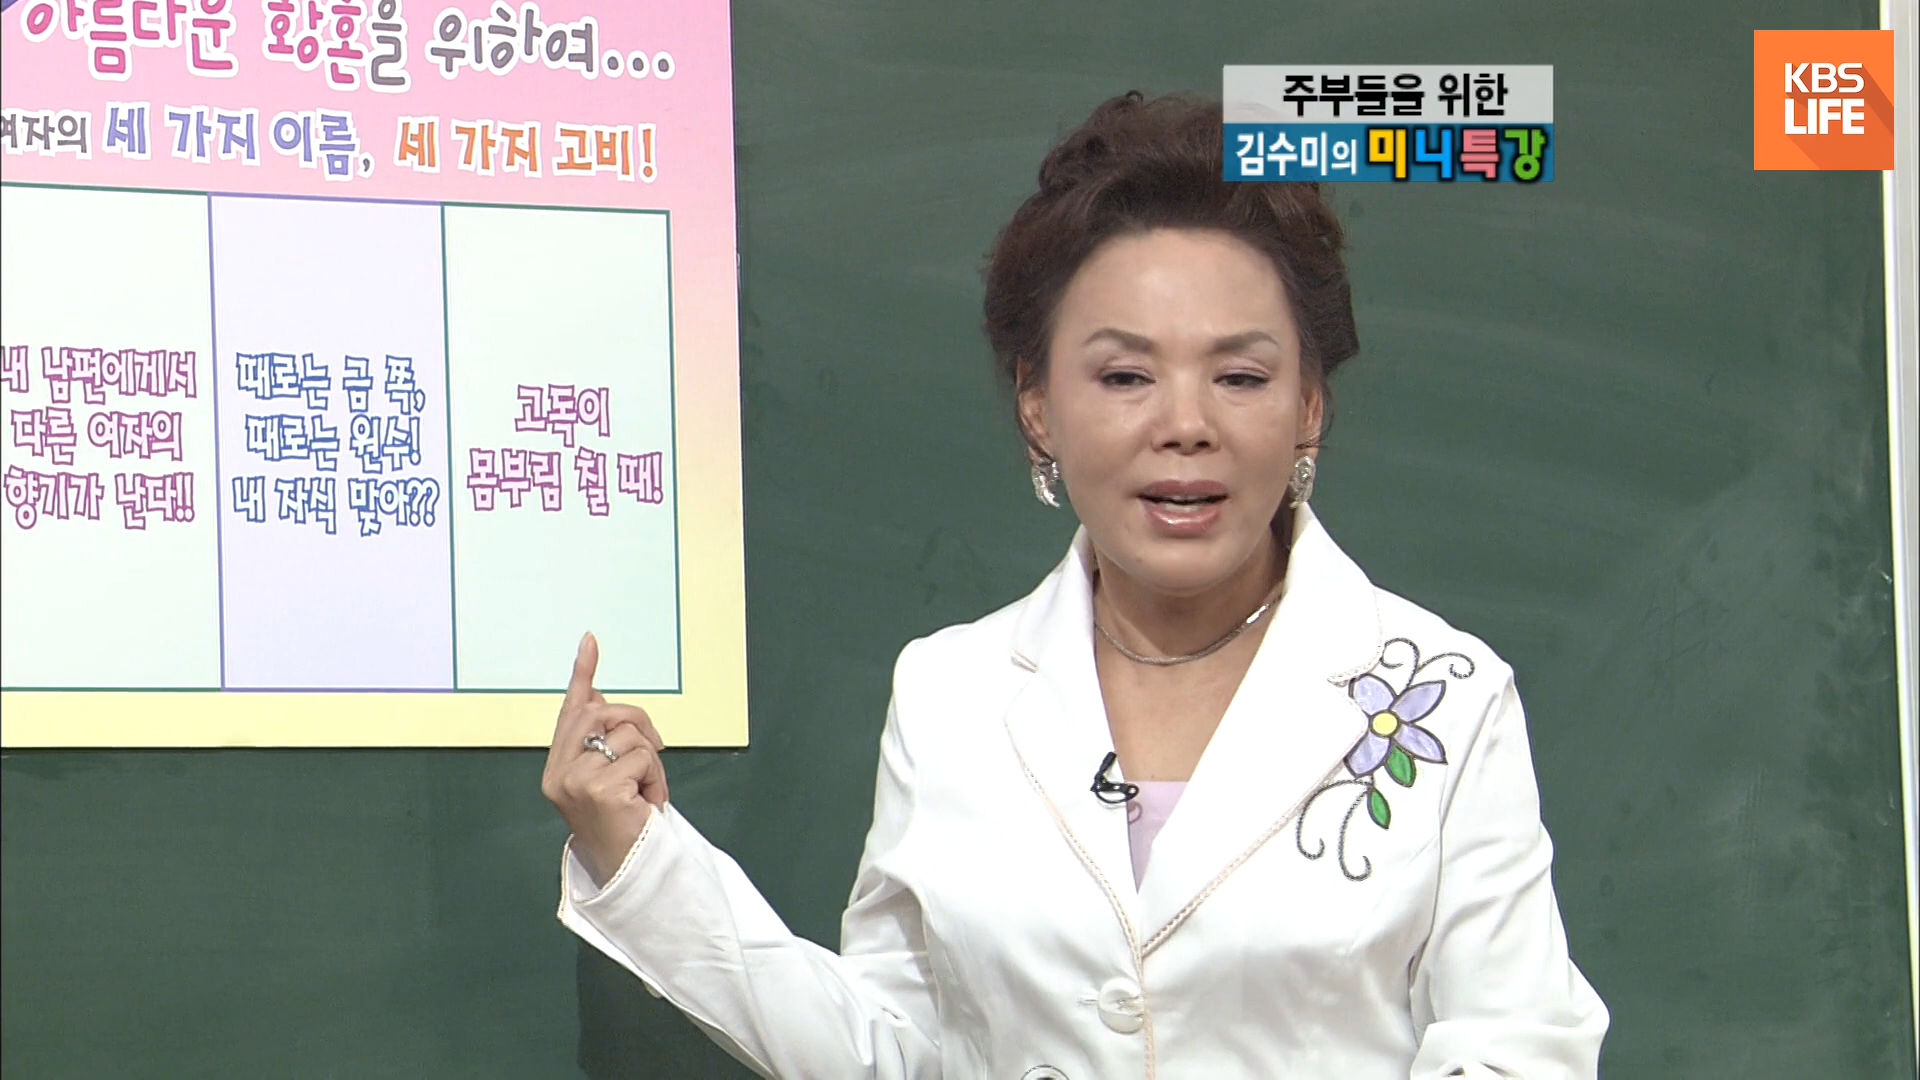 아름다운 황혼을 위하여...
여자의 세 가지 이름, 세 가지 고비!
내 남편에게서
다른 여자의
향기가 난다!!
때로는 금 쪽,
때로는 원수!
내 자식 맞아??
고독이
몸부림 칠 때!
주부들을 위한
김수미의 미니특강
KBS
LIFE